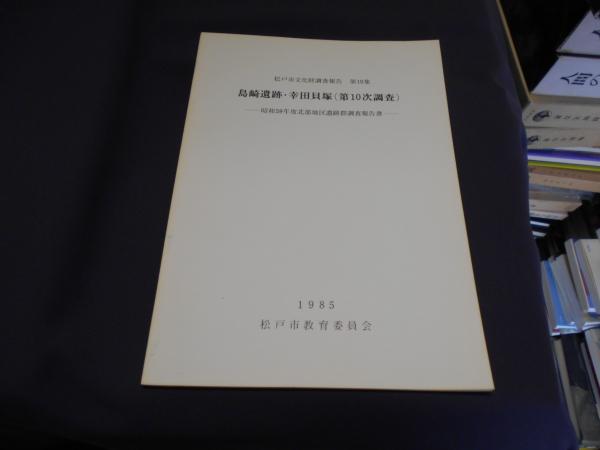 松戸市文化財調査報告 第10集
島崎遺跡・幸田貝塚(第10次調査)
——昭和59年度北部地区遺跡群調査報告書——
1985
松戸市教育委員会